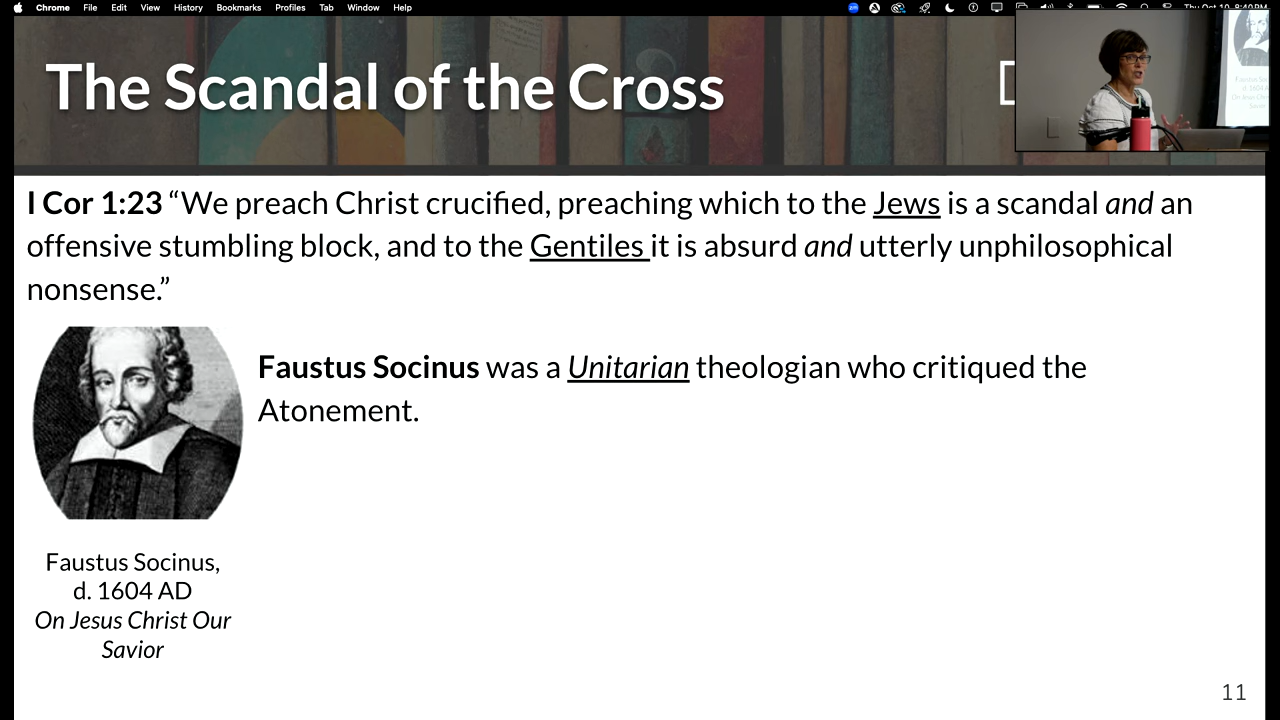 Chrome File Edit View History Bookmarks Profiles Tab Window Help
The Scandal of the Cross
I Cor 1:23 “We preach Christ crucified, preaching which to the Jews is a scandal and an
offensive stumbling block, and to the Gentiles it is absurd and utterly unphilosophical
nonsense.”
Faustus Socinus was a Unitarian theologian who critiqued the
Atonement.
Faustus Socinus,
d. 1604 AD
On Jesus Christ Our
Savior
11